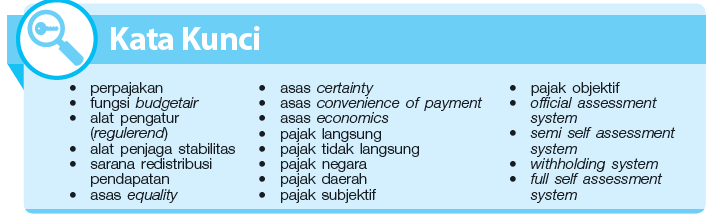 Kata Kunci
• perpajakan
• fungsi budgetair
• alat pengatur
(regulerend)
• alat penjaga stabilitas
• sarana redistribusi
pendapatan
• asas equality
• asas certainty
• asas convenience of payment
• asas economics
• pajak langsung
• pajak tidak langsung
• pajak negara
• pajak daerah
• pajak subjektif
• pajak objektif
• official assessment
system
• semi self assessment
system
• withholding system
• full self assessment
system